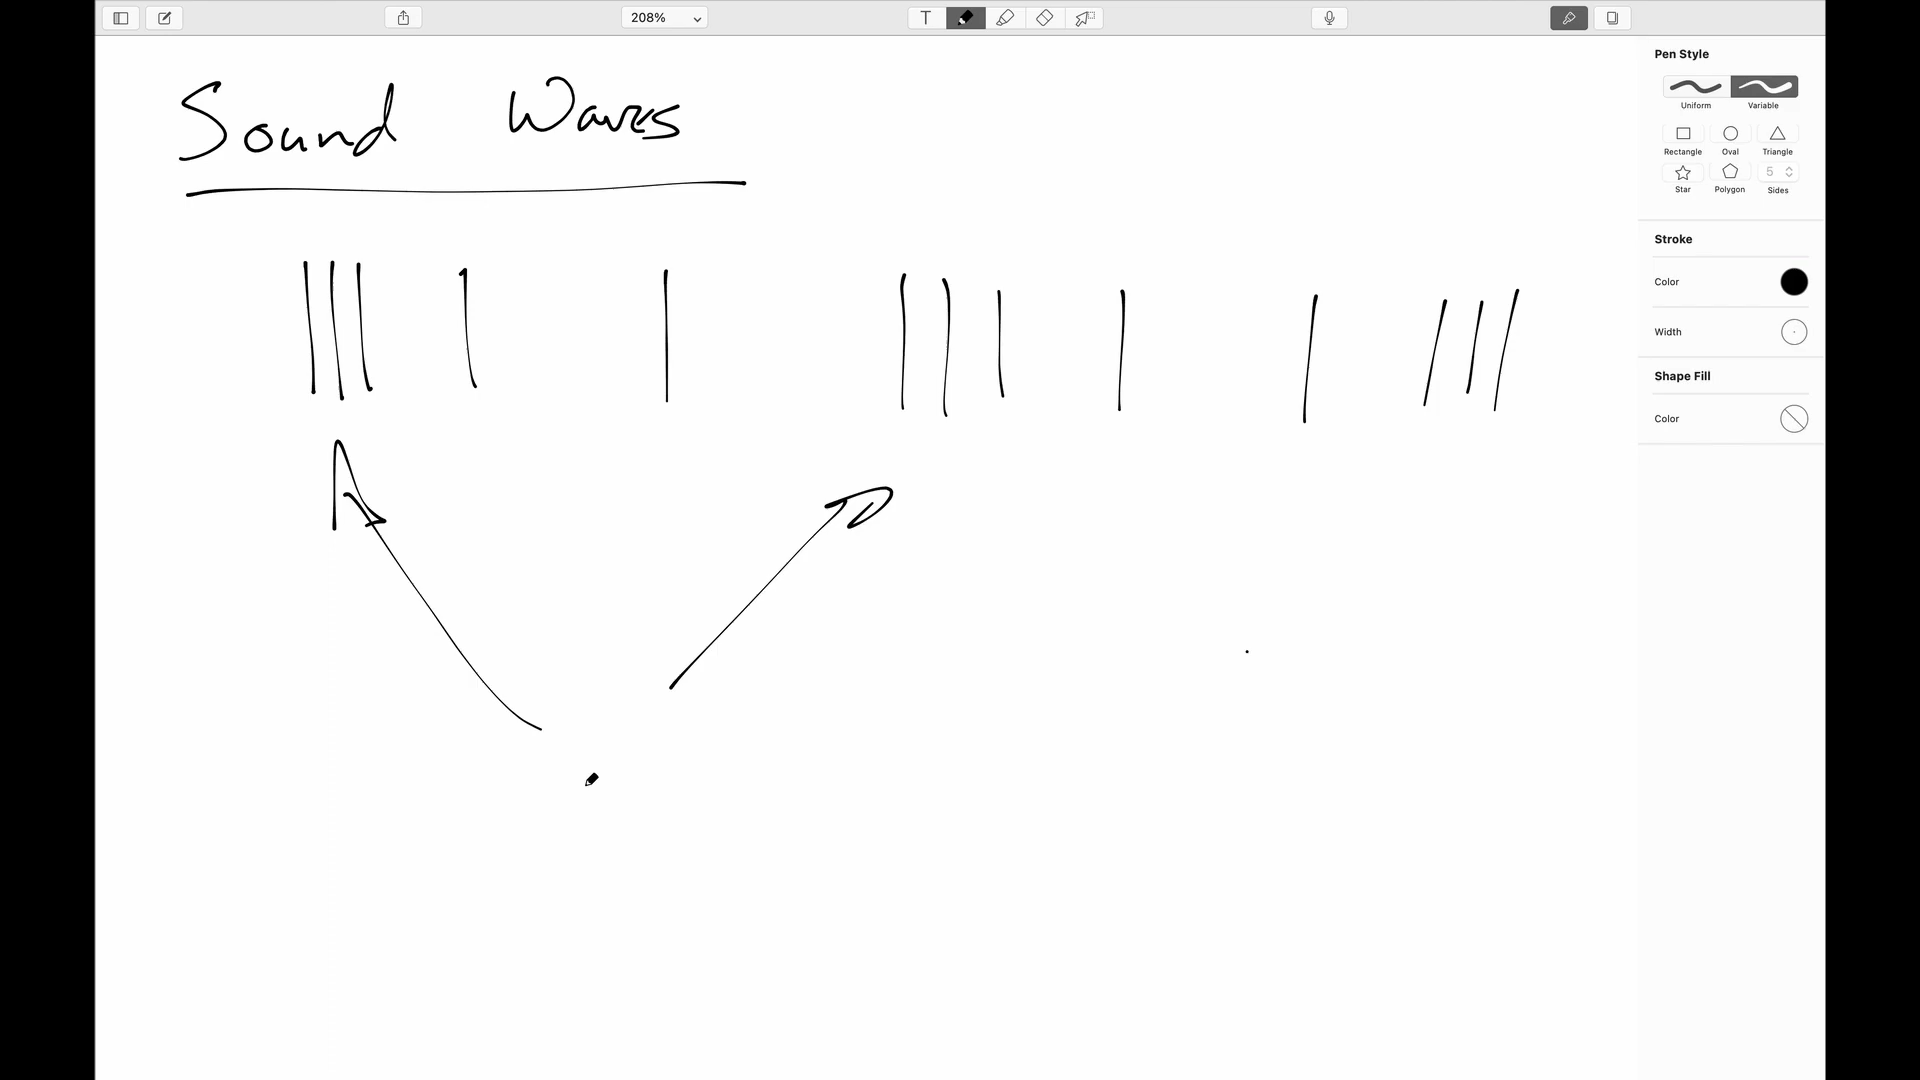 208%
T
Pen Style
Uniform
Variable
Rectangle
Oval
Triangle
5
Star
Polygon
Sides
Stroke
Color
Width
Shape Fill
Color
Sound Waves